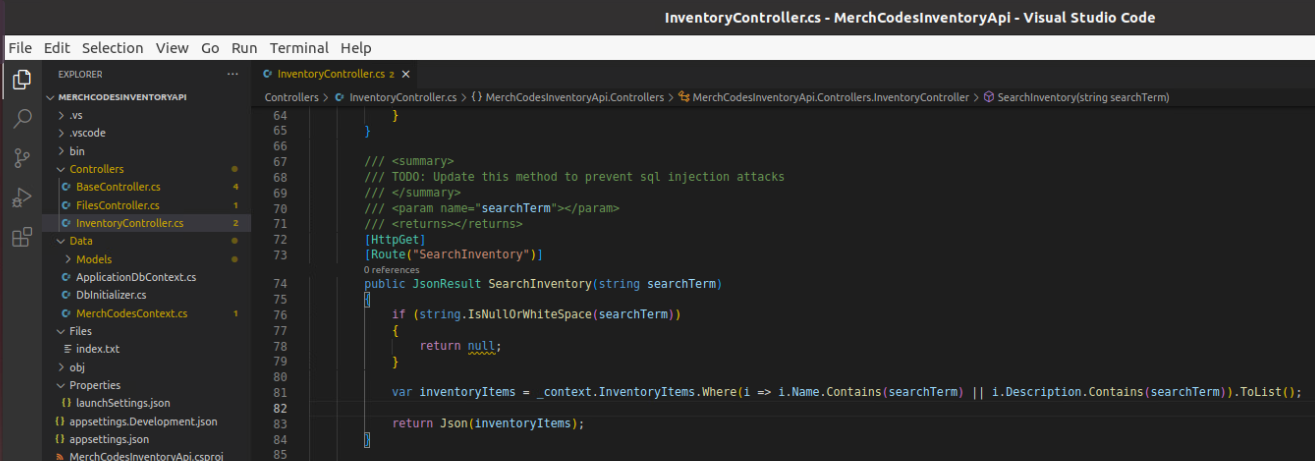 InventoryController.cs - MerchCodesInventoryApi - Visual Studio Code
File Edit Selection View Go Run Terminal Help
EXPLORER ···
MERCHCODESINVENTORYAPI
.vs
.vscode
bin
Controllers
BaseController.cs 4
FilesController.cs 1
InventoryController.cs 2
Data
Models
ApplicationDbContext.cs
DbInitializer.cs
MerchCodesContext.cs 1
Files
index.txt
obj
Properties
launchSettings.json
appsettings.Development.json
appsettings.json
MerchCodesInventoryApi.csproj
InventoryController.cs 2 ×
Controllers > InventoryController.cs > {} MerchCodesInventoryApi.Controllers > MerchCodesInventoryApi.Controllers.InventoryController > SearchInventory(string searchTerm)
64 }
65 }
66
67 /// <summary>
68 /// TODO: Update this method to prevent sql injection attacks
69 /// </summary>
70 /// <param name="searchTerm"></param>
71 /// <returns></returns>
72 [HttpGet]
73 [Route("SearchInventory")]
0 references
74 public JsonResult SearchInventory(string searchTerm)
75 {
76 if (string.IsNullOrWhiteSpace(searchTerm))
77 {
78 return null;
79 }
80
81 var inventoryItems = _context.InventoryItems.Where(i => i.Name.Contains(searchTerm) || i.Description.Contains(searchTerm)).ToList();
82
83 return Json(inventoryItems);
84 }
85